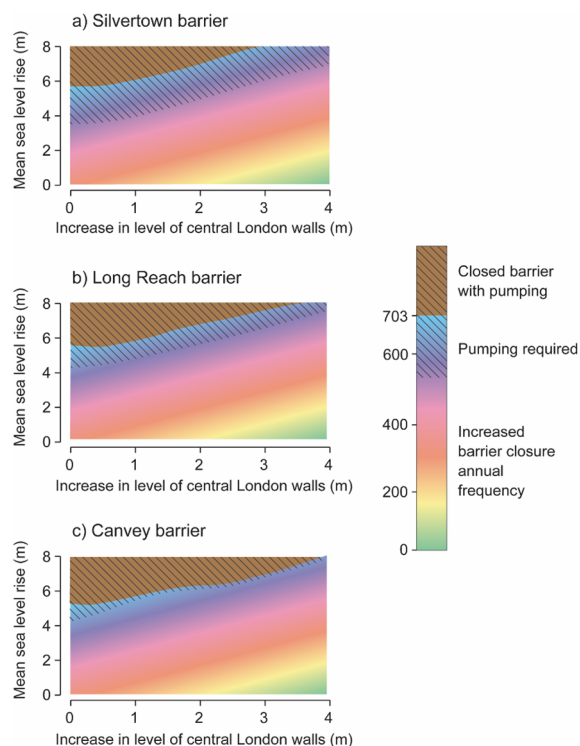 a) Silvertown barrier
Mean sea level rise (m)
8
6
4
2
0
0 1 2 3 4
Increase in level of central London walls (m)
b) Long Reach barrier
Mean sea level rise (m)
8
6
4
2
0
0 1 2 3 4
Increase in level of central London walls (m)
c) Canvey barrier
Mean sea level rise (m)
8
6
4
2
0
0 1 2 3 4
Increase in level of central London walls (m)
Closed barrier
with pumping
703
600
Pumping required
400
Increased
barrier closure
annual
frequency
200
0